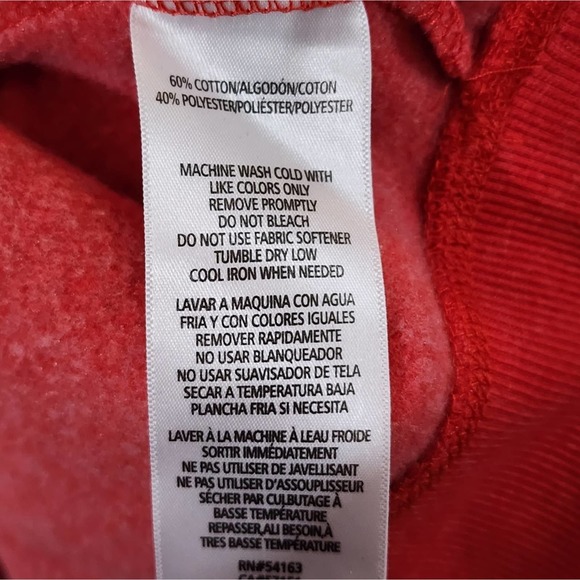 60% COTTON/ALGODÓN/COTON
40% POLYESTER/POLIÉSTER/POLYESTER
MACHINE WASH COLD WITH
LIKE COLORS ONLY
REMOVE PROMPTLY
DO NOT BLEACH
DO NOT USE FABRIC SOFTENER
TUMBLE DRY LOW
COOL IRON WHEN NEEDED
LAVAR A MAQUINA CON AGUA
FRIA Y CON COLORES IGUALES
REMOVER RAPIDAMENTE
NO USAR BLANQUEADOR
NO USAR SUAVISADOR DE TELA
SECAR A TEMPERATURA BAJA
PLANCHA FRIA SI NECESITA
LAVER À LA MACHINE À LEAU FROIDE
SORTIR IMMÉDIATEMENT
NE PAS UTILISER DE JAVELLISANT
NE PAS UTILISER D'ASSOUPLISSEUR
SÉCHER PAR CULBUTAGE À
BASSE TEMPÉRATURE
REPASSER,ALI BESOIN,À
TRES BASSE TEMPÉRATURE
RN#54163